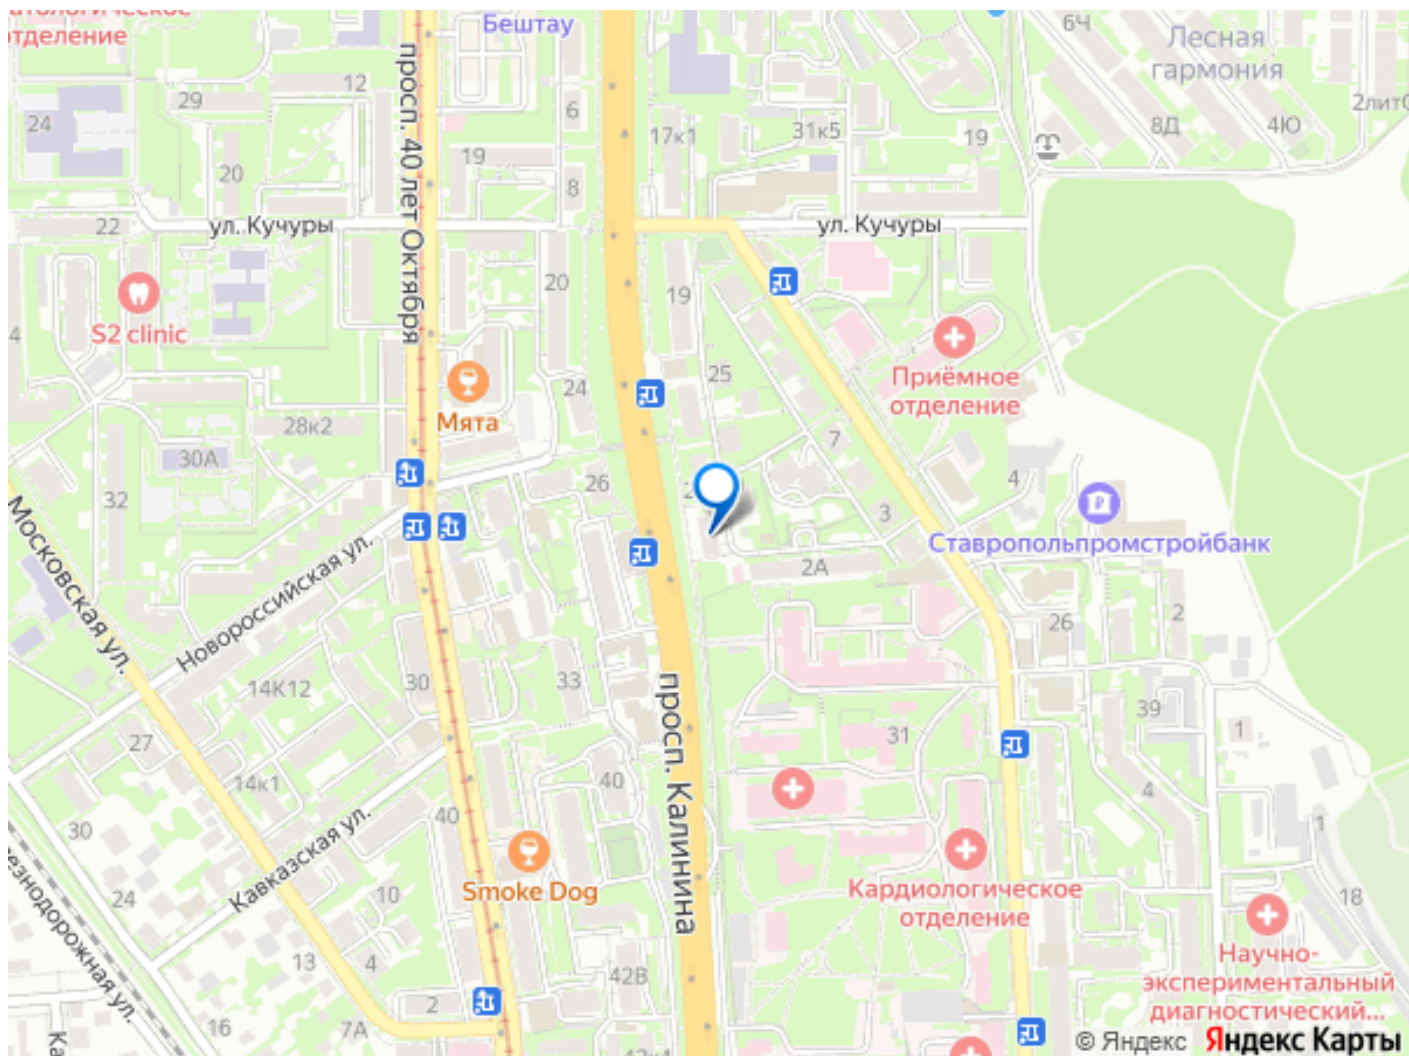 отделение
Бештау
6Ч
Лесная
гармония
12
29
24
6
17к1
31к5
19
8Д
4Ю
просп. 40 лет Октября
19
20
8
22
ул. Кучуры
ул. Кучуры
20
19
S2 clinic
4
Приёмное
отделение
25
24
Мята
28к2
7
30А
26
4
32
3
Ставропольпромстройбанк
2А
Московская ул.
Новороссийская ул.
2
26
14К12
30
33
просп. Калинина
39
31
1
27
14к1
40
4
40
30
Кавказская ул.
1
Smoke Dog
Кардиологическое
отделение
10
24
18
Научно-
экспериментальный
диагностический...
13
4
42В
2
16
7А
© Яндекс Яндекс Карты